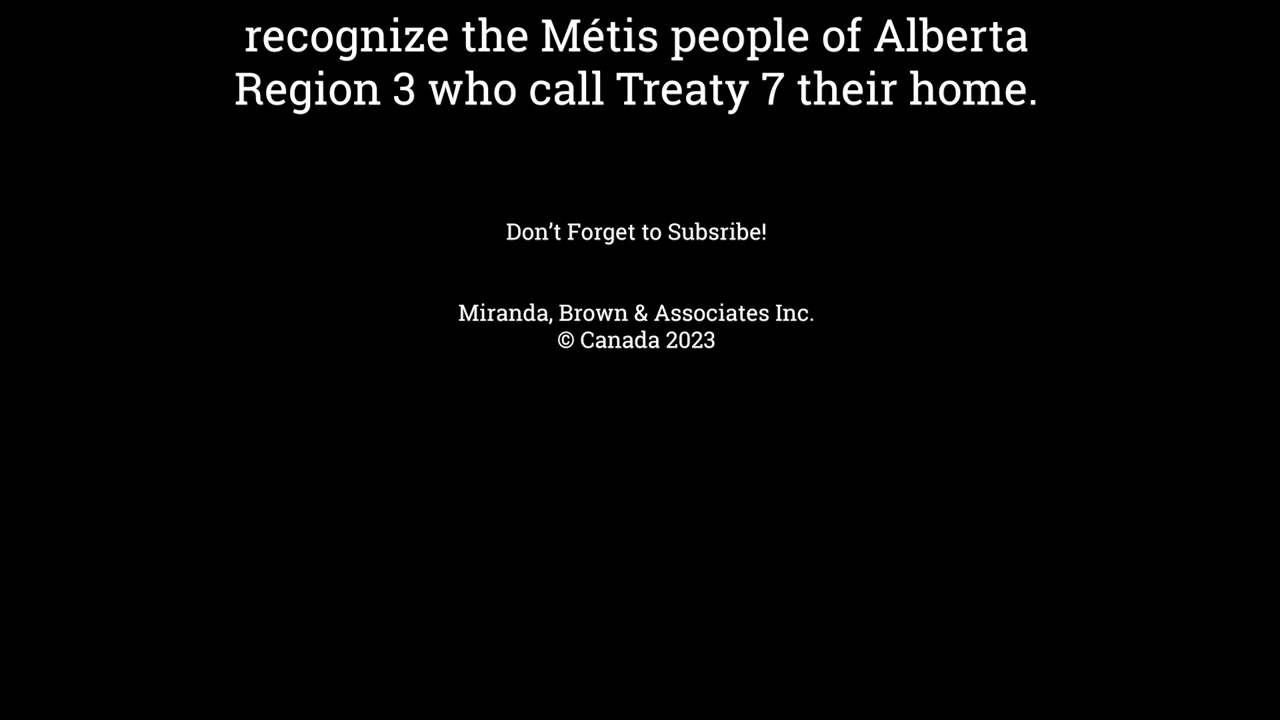 recognize the Métis people of Alberta
Region 3 who call Treaty 7 their home.
Don’t Forget to Subsribe!
Miranda, Brown & Associates Inc.
© Canada 2023